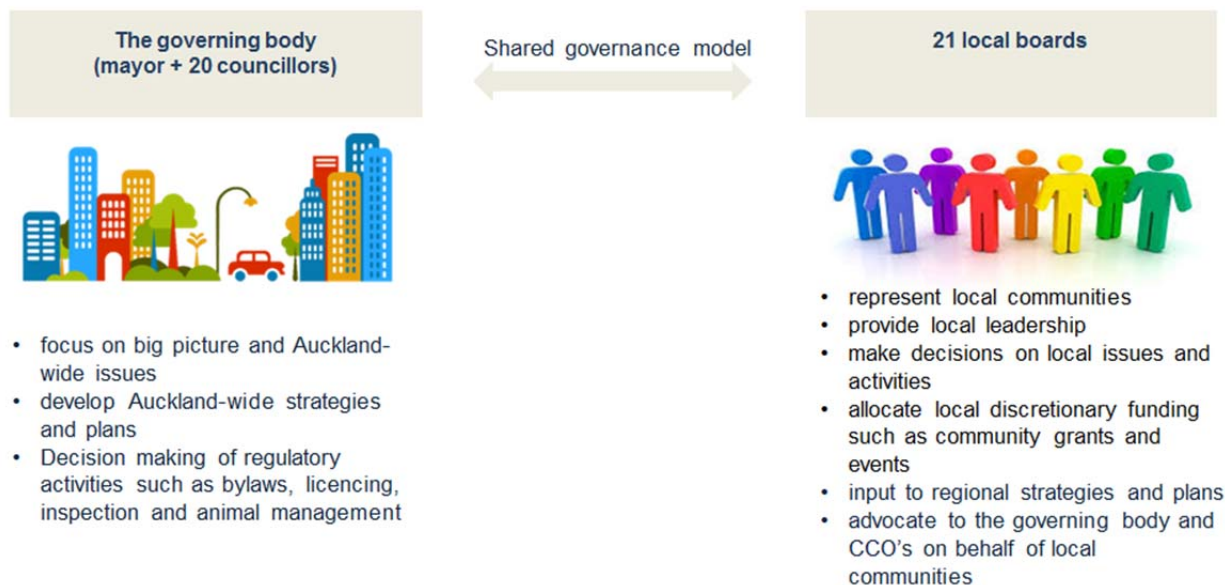 The governing body
(mayor + 20 councillors)
Shared governance model
21 local boards
• focus on big picture and Auckland-
wide issues
• develop Auckland-wide strategies
and plans
• Decision making of regulatory
activities such as bylaws, licencing,
inspection and animal management
• represent local communities
• provide local leadership
• make decisions on local issues and
activities
• allocate local discretionary funding
such as community grants and
events
• input to regional strategies and plans
• advocate to the governing body and
CCO's on behalf of local
communities